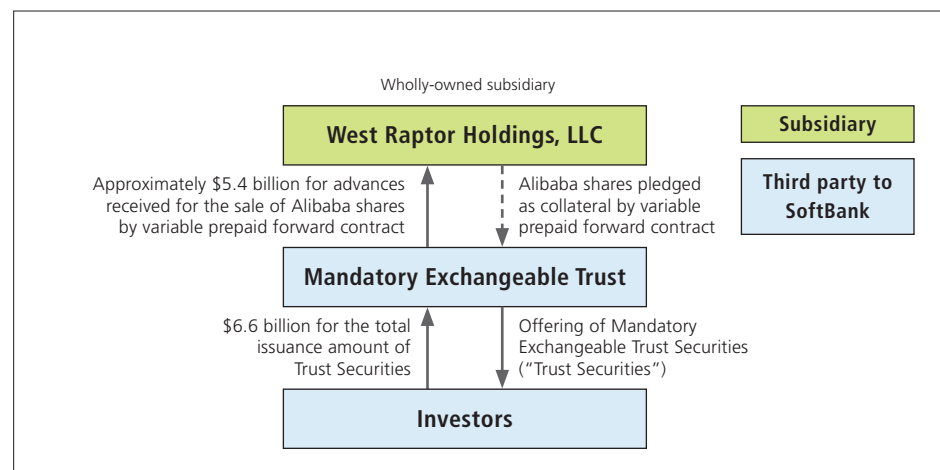 Wholly-owned subsidiary
West Raptor Holdings, LLC
Subsidiary
Third party to
SoftBank
Approximately $5.4 billion for advances
received for the sale of Alibaba shares
by variable prepaid forward contract
Alibaba shares pledged
as collateral by variable
prepaid forward contract
Mandatory Exchangeable Trust
$6.6 billion for the total
issuance amount of
Trust Securities
Offering of Mandatory
Exchangeable Trust Securities
(“Trust Securities”)
Investors